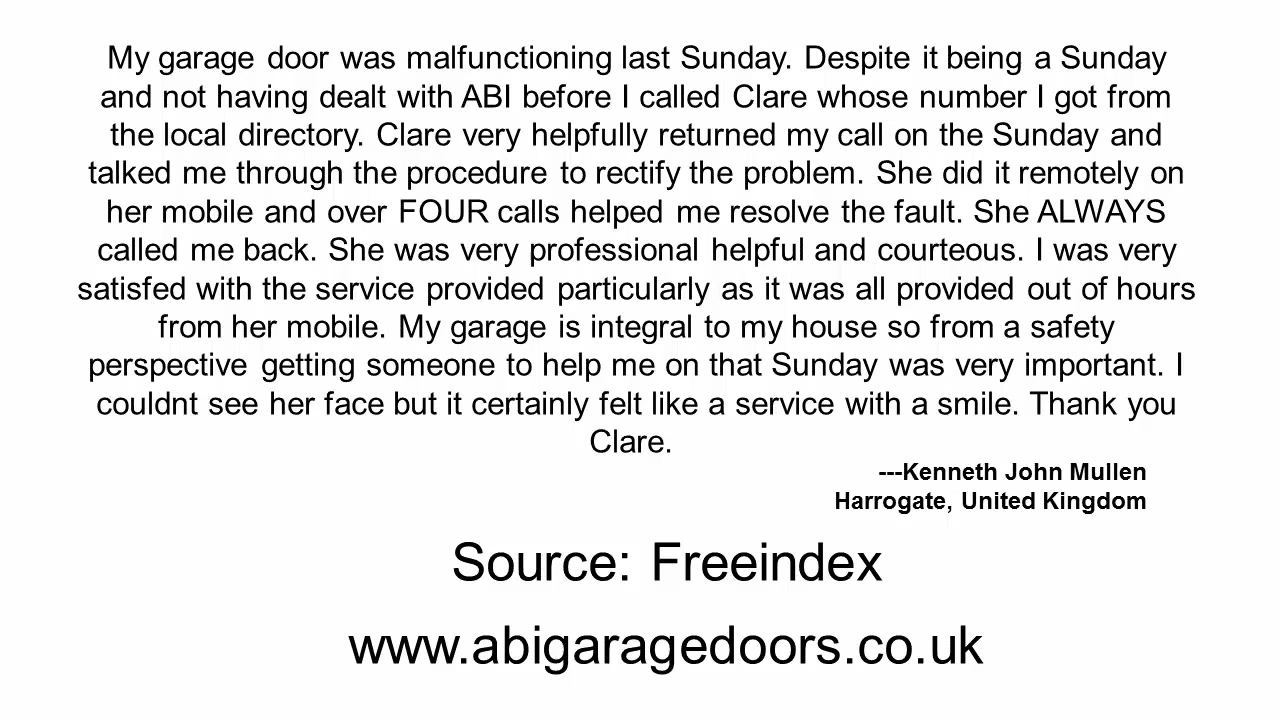 My garage door was malfunctioning last Sunday. Despite it being a Sunday
and not having dealt with ABI before I called Clare whose number I got from
the local directory. Clare very helpfully returned my call on the Sunday and
talked me through the procedure to rectify the problem. She did it remotely on
her mobile and over FOUR calls helped me resolve the fault. She ALWAYS
called me back. She was very professional helpful and courteous. I was very
satisfed with the service provided particularly as it was all provided out of hours
from her mobile. My garage is integral to my house so from a safety
perspective getting someone to help me on that Sunday was very important. I
couldnt see her face but it certainly felt like a service with a smile. Thank you
Clare.
---Kenneth John Mullen
Harrogate, United Kingdom
Source: Freeindex
www.abigaragedoors.co.uk